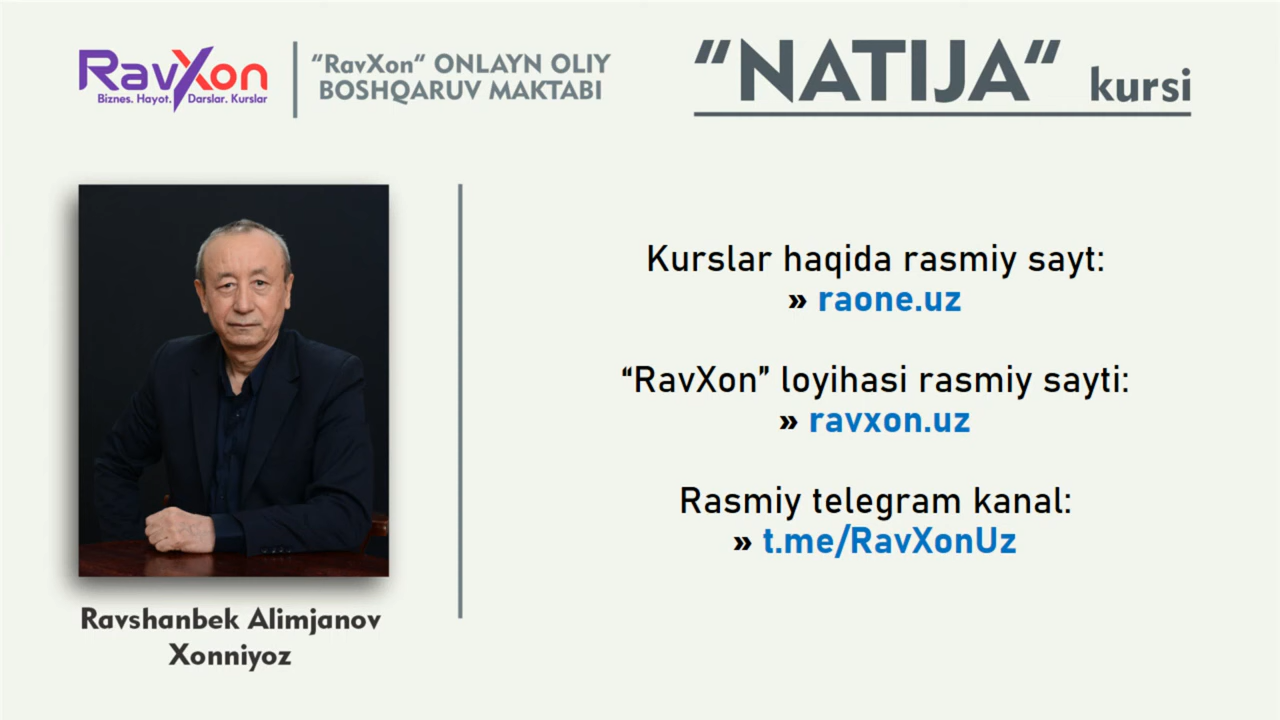 RavXon
Biznes. Hayot. Darslar. Kurslar
“RavXon“ ONLAYN OLIY
BOSHQARUV MAKTABI
“NATIJA“ kursi
Kurslar haqida rasmiy sayt:
» raone.uz
“RavXon” loyihasi rasmiy sayti:
» ravxon.uz
Rasmiy telegram kanal:
» t.me/RavXonUz
Ravshanbek Alimjanov
Xonniyoz